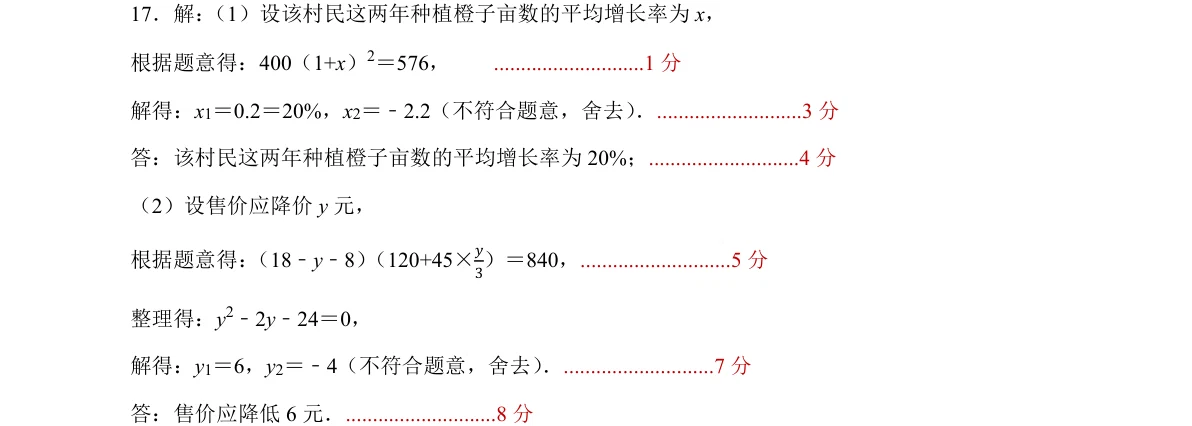 17．解：（1）设该村民这两年种植橙子亩数的平均增长率为 x，
根据题意得：400（1+x）²＝576， ............................1 分
解得：x₁＝0.2＝20%，x₂＝﹣2.2（不符合题意，舍去）．...........................3 分
答：该村民这两年种植橙子亩数的平均增长率为 20%；............................4 分
（2）设售价应降价 y 元，
根据题意得：（18﹣y﹣8）（120+45×y/3）＝840，............................5 分
整理得：y²﹣2y﹣24＝0，
解得：y₁＝6，y₂＝﹣4（不符合题意，舍去）．............................7 分
答：售价应降低 6 元．............................8 分